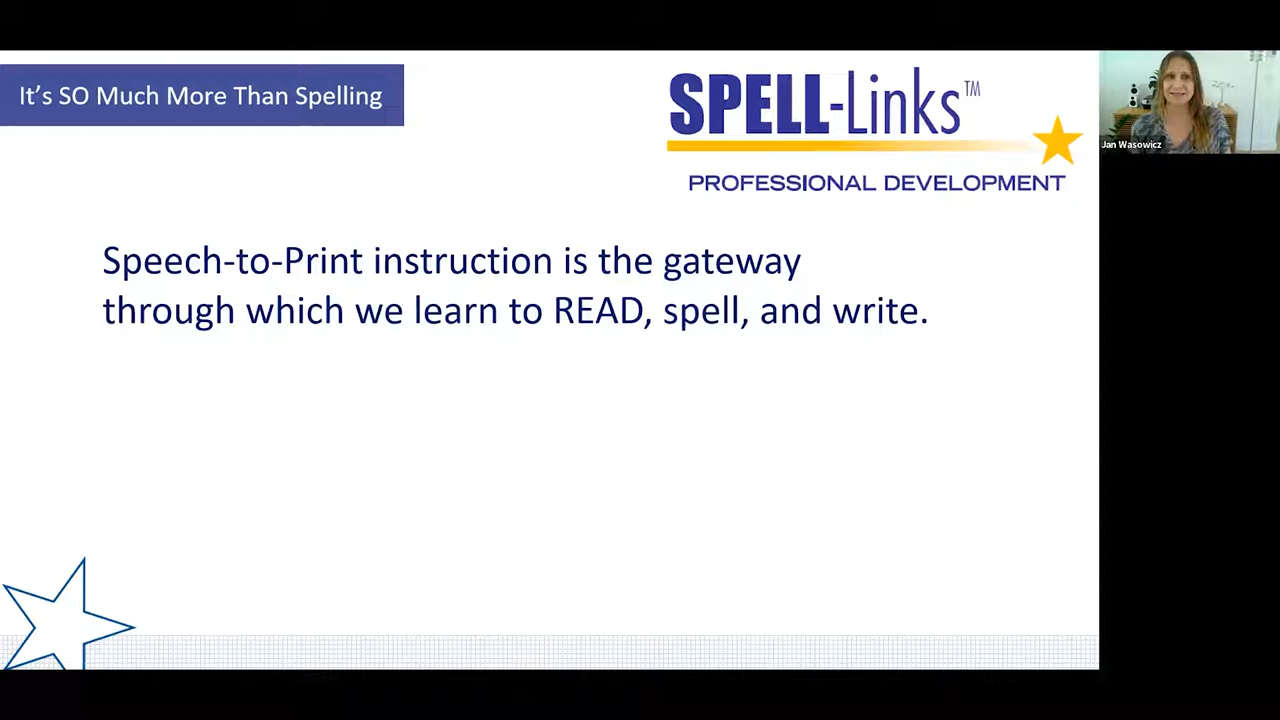 It's SO Much More Than Spelling
SPELL-Links™
PROFESSIONAL DEVELOPMENT
Jan Wasowicz
Speech-to-Print instruction is the gateway
through which we learn to READ, spell, and write.